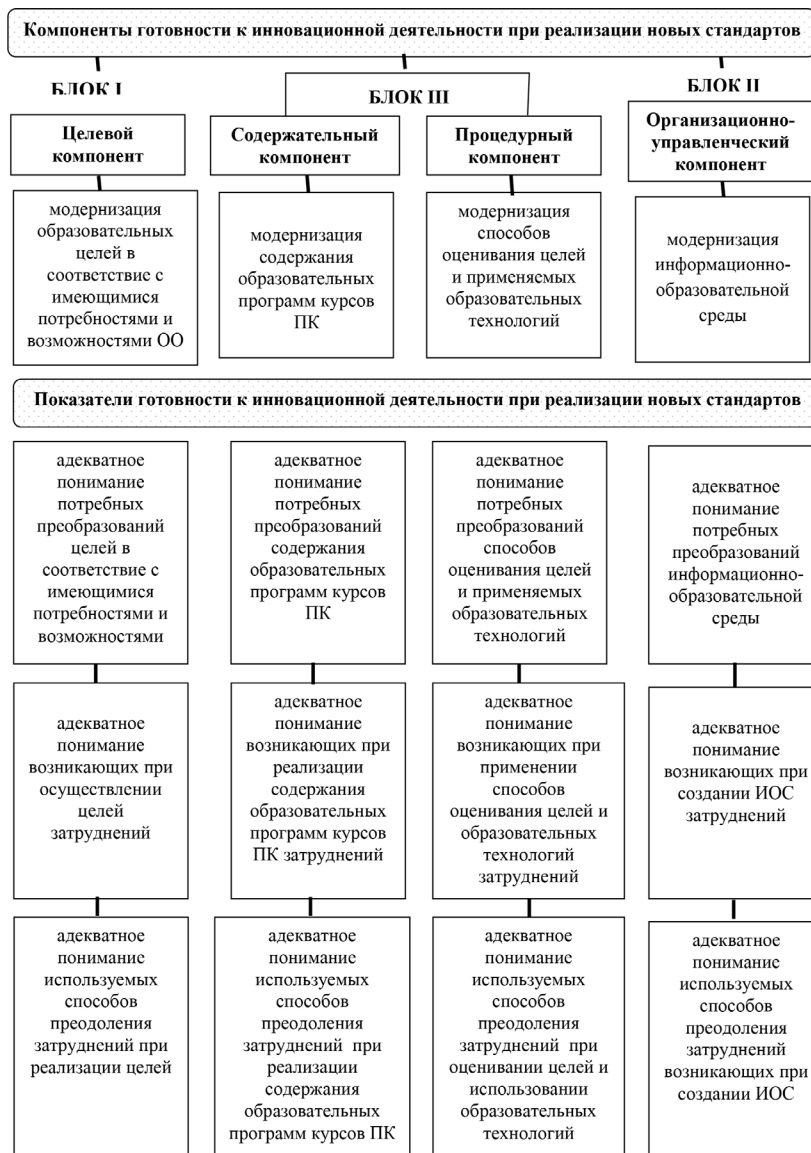 Компоненты готовности к инновационной деятельности при реализации новых стандартов
БЛОК I
БЛОК III
БЛОК II
Целевой
компонент
Содержательный
компонент
Процедурный
компонент
Организационно-
управленческий
компонент
модернизация
образовательных
целей в
соответствие с
имеющимися
потребностями и
возможностями ОО
модернизация
содержания
образовательных
программ курсов
ПК
модернизация
способов
оценивания целей
и применяемых
образовательных
технологий
модернизация
информационно-
образовательной
среды
Показатели готовности к инновационной деятельности при реализации новых стандартов
адекватное
понимание
потребных
преобразований
целей в
соответствие с
имеющимися
потребностями и
возможностями
адекватное
понимание
потребных
преобразований
содержания
образовательных
программ курсов
ПК
адекватное
понимание
потребных
преобразований
способов
оценивания целей
и применяемых
образовательных
технологий
адекватное
понимание
потребных
преобразований
информационно-
образовательной
среды
адекватное
понимание
возникающих при
осуществлении
целей
затруднений
адекватное
понимание
возникающих при
реализации
содержания
образовательных
программ курсов
ПК затруднений
адекватное
понимание
возникающих при
применении
способов
оценивания целей и
образовательных
технологий
затруднений
адекватное
понимание
возникающих при
создании ИОС
затруднений
адекватное
понимание
используемых
способов
преодоления
затруднений при
реализации целей
адекватное
понимание
используемых
способов
преодоления
затруднений при
реализации
содержания
образовательных
программ курсов ПК
адекватное
понимание
используемых
способов
преодоления
затруднений при
оценивании целей и
использовании
образовательных
технологий
адекватное
понимание
используемых
способов
преодоления
затруднений
возникающих при
создании ИОС